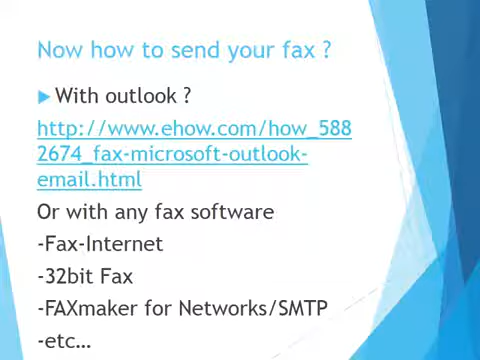 Now how to send your fax ?
With outlook ?
http://www.ehow.com/how_588
2674_fax-microsoft-outlook-
email.html
Or with any fax software
-Fax-Internet
-32bit Fax
-FAXmaker for Networks/SMTP
-etc…